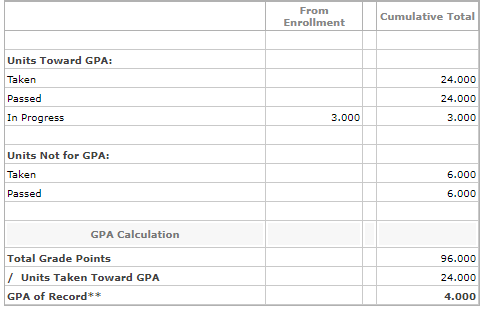 From Enrollment Cumulative Total
Units Toward GPA:
Taken 24.000
Passed 24.000
In Progress 3.000 3.000
Units Not for GPA:
Taken 6.000
Passed 6.000
GPA Calculation
Total Grade Points 96.000
/ Units Taken Toward GPA 24.000
GPA of Record** 4.000